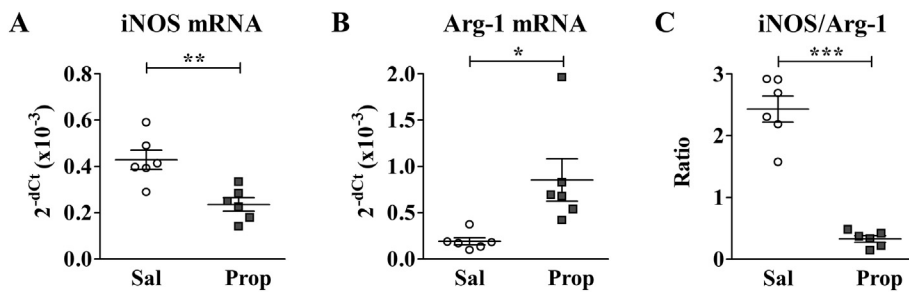 A
iNOS mRNA
**
2^-dCt (x10^-3)
0.8
0.6
0.4
0.2
0.0
Sal Prop
B
Arg-1 mRNA
*
2^-dCt (x10^-3)
2.0
1.5
1.0
0.5
0.0
Sal Prop
C
iNOS/Arg-1
***
Ratio
3
2
1
0
Sal Prop